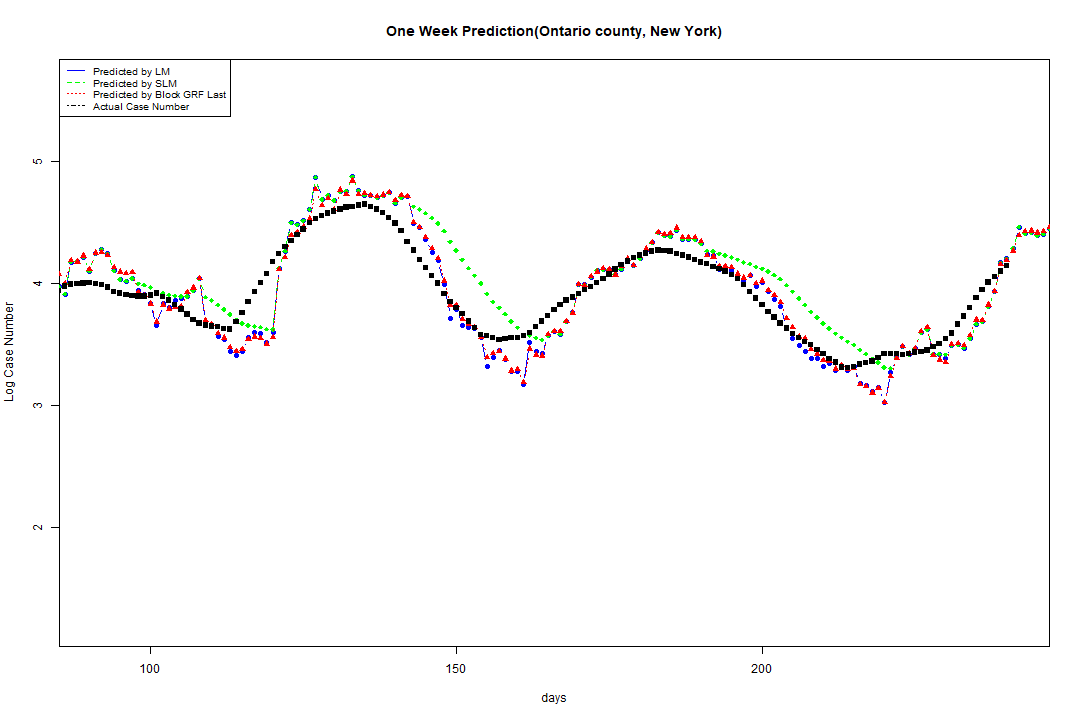 One Week Prediction(Ontario county, New York)
Predicted by LM
Predicted by SLM
Predicted by Block GRF Last
Actual Case Number
5
4
3
2
Log Case Number
100
150
200
days